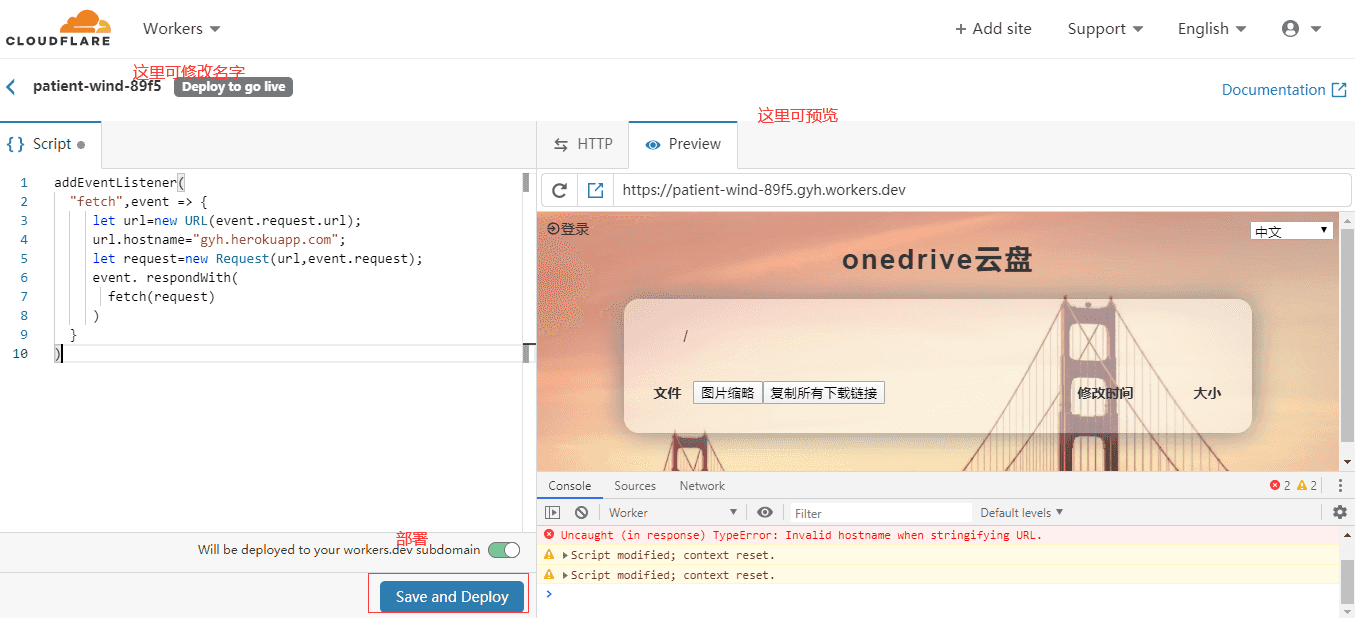 CLOUDFLARE
Workers
+ Add site
Support
English
这里可修改名字
patient-wind-89f5
Deploy to go live
Documentation
这里可预览
{} Script
HTTP
Preview
https://patient-wind-89f5.gyh.workers.dev
1 addEventListener(
2 "fetch",event => {
3 let url=new URL(event.request.url);
4 url.hostname="gyh.herokuapp.com";
5 let request=new Request(url,event.request);
6 event. respondWith(
7 fetch(request)
8 )
9 }
10 )
登录
中文
onedrive云盘
/
文件
图片缩略
复制所有下载链接
修改时间
大小
Console
Sources
Network
2
2
Worker
Filter
Default levels
Uncaught (in response) TypeError: Invalid hostname when stringifying URL.
Script modified; context reset.
Script modified; context reset.
部署
Will be deployed to your workers.dev subdomain
Save and Deploy